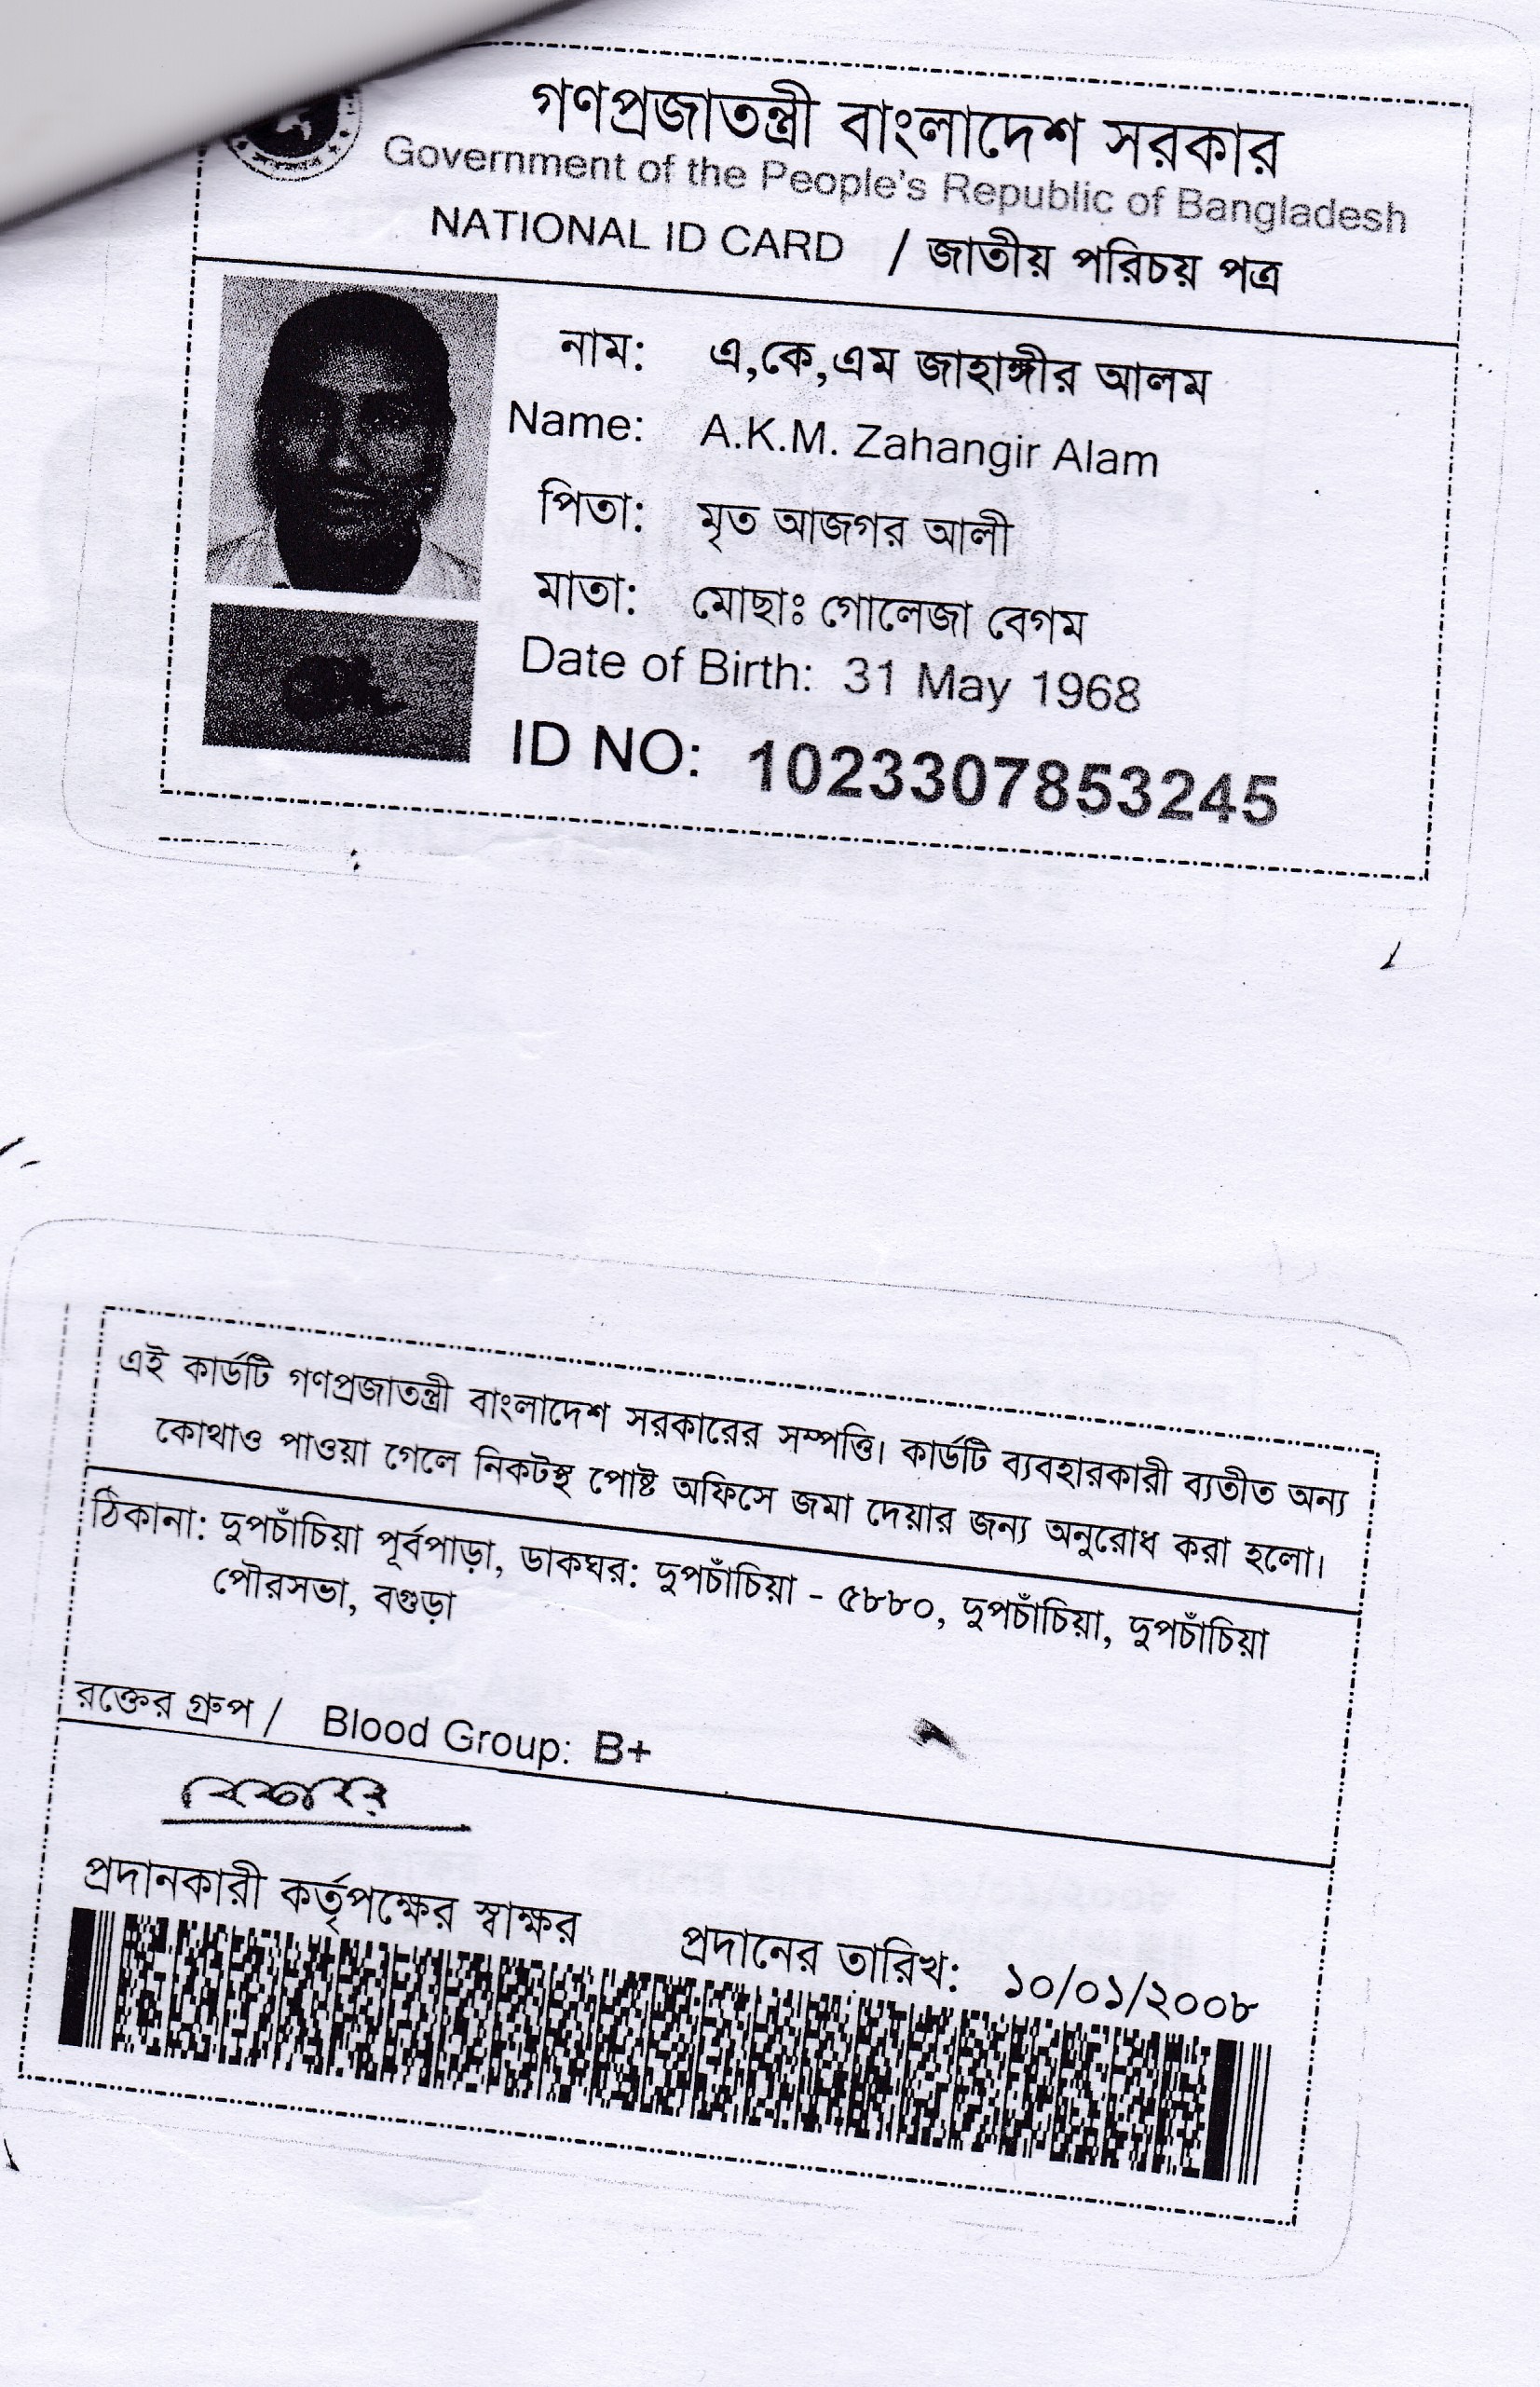 গণপ্রজাতন্ত্রী বাংলাদেশ সরকার
Government of the People's Republic of Bangladesh
NATIONAL ID CARD / জাতীয় পরিচয় পত্র
নাম: এ,কে,এম জাহাঙ্গীর আলম
Name: A.K.M. Zahangir Alam
পিতা: মৃত আজগর আলী
মাতা: মোছাঃ গোলেজা বেগম
Date of Birth: 31 May 1968
ID NO: 1023307853245
এই কার্ডটি গণপ্রজাতন্ত্রী বাংলাদেশ সরকারের সম্পত্তি। কার্ডটি ব্যবহারকারী ব্যতীত অন্য
কোথাও পাওয়া গেলে নিকটস্থ পোষ্ট অফিসে জমা দেয়ার জন্য অনুরোধ করা হলো।
ঠিকানা: দুপচাঁচিয়া পূর্বপাড়া, ডাকঘর: দুপচাঁচিয়া - ৫৮৮০, দুপচাঁচিয়া, দুপচাঁচিয়া
পৌরসভা, বগুড়া
রক্তের গ্রুপ / Blood Group: B+
প্রদানকারী কর্তৃপক্ষের স্বাক্ষর প্রদানের তারিখ: ১০/০১/২০০৮